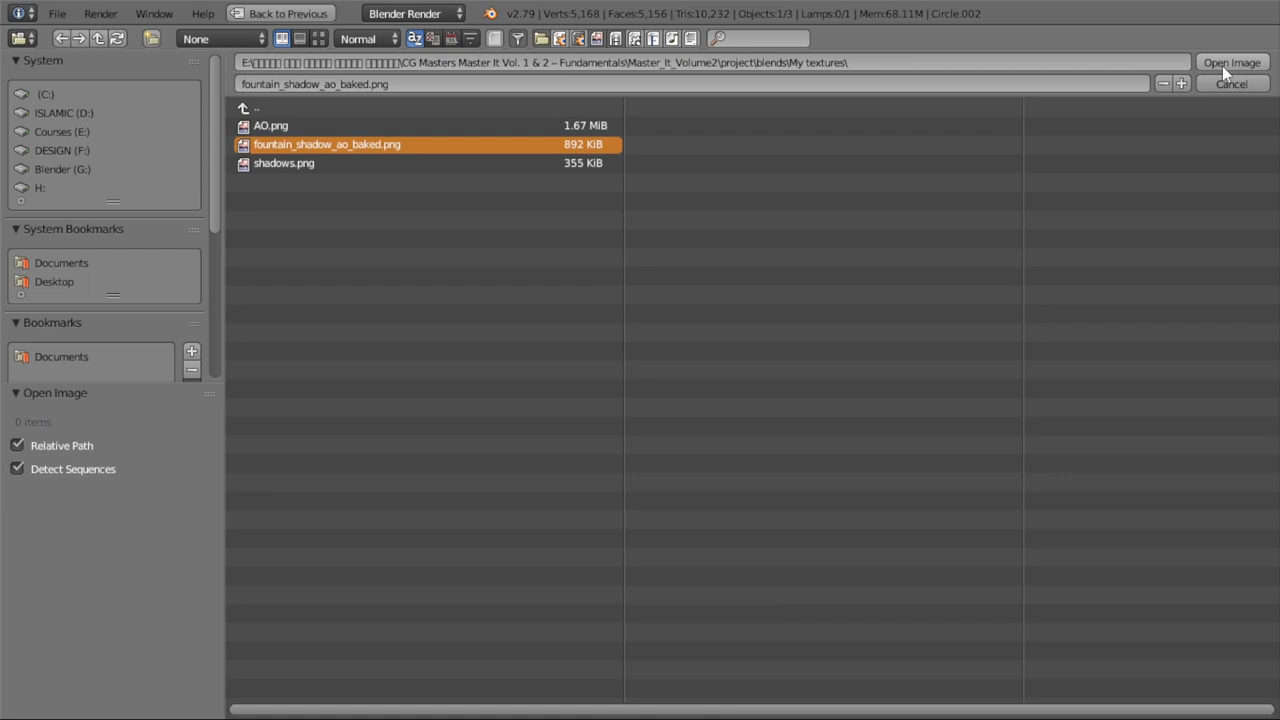 File Render Window Help Back to Previous Blender Render v2.79 | Verts:5,168 | Faces:5,156 | Tris:10,232 | Objects:1/3 | Lamps:0/1 | Mem:68.11M | Circle.002
None Normal
System
(C:)
ISLAMIC (D:)
Courses (E:)
DESIGN (F:)
Blender (G:)
H:
System Bookmarks
Documents
Desktop
Bookmarks
Documents
Open Image
0 items
Relative Path
Detect Sequences
E:\▯▯▯▯▯ ▯▯▯ ▯▯▯▯▯ ▯▯▯▯▯▯\CG Masters Master It Vol. 1 & 2 – Fundamentals\Master_It_Volume2\project\blends\My textures\
Open Image
fountain_shadow_ao_baked.png
Cancel
..
AO.png 1.67 MiB
fountain_shadow_ao_baked.png 892 KiB
shadows.png 355 KiB